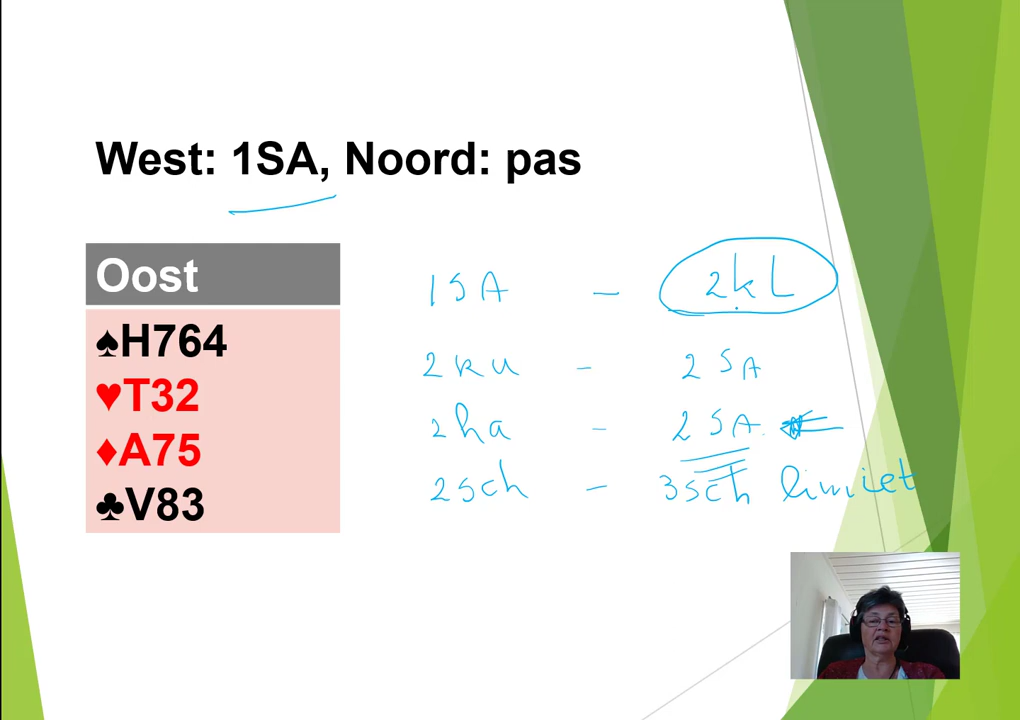 West: 1SA, Noord: pas
Oost
♠H764
♥T32
♦A75
♣V83
1SA – 2kL
2ku – 2SA
2ha – 2SA.
2sch – 3sch limiet